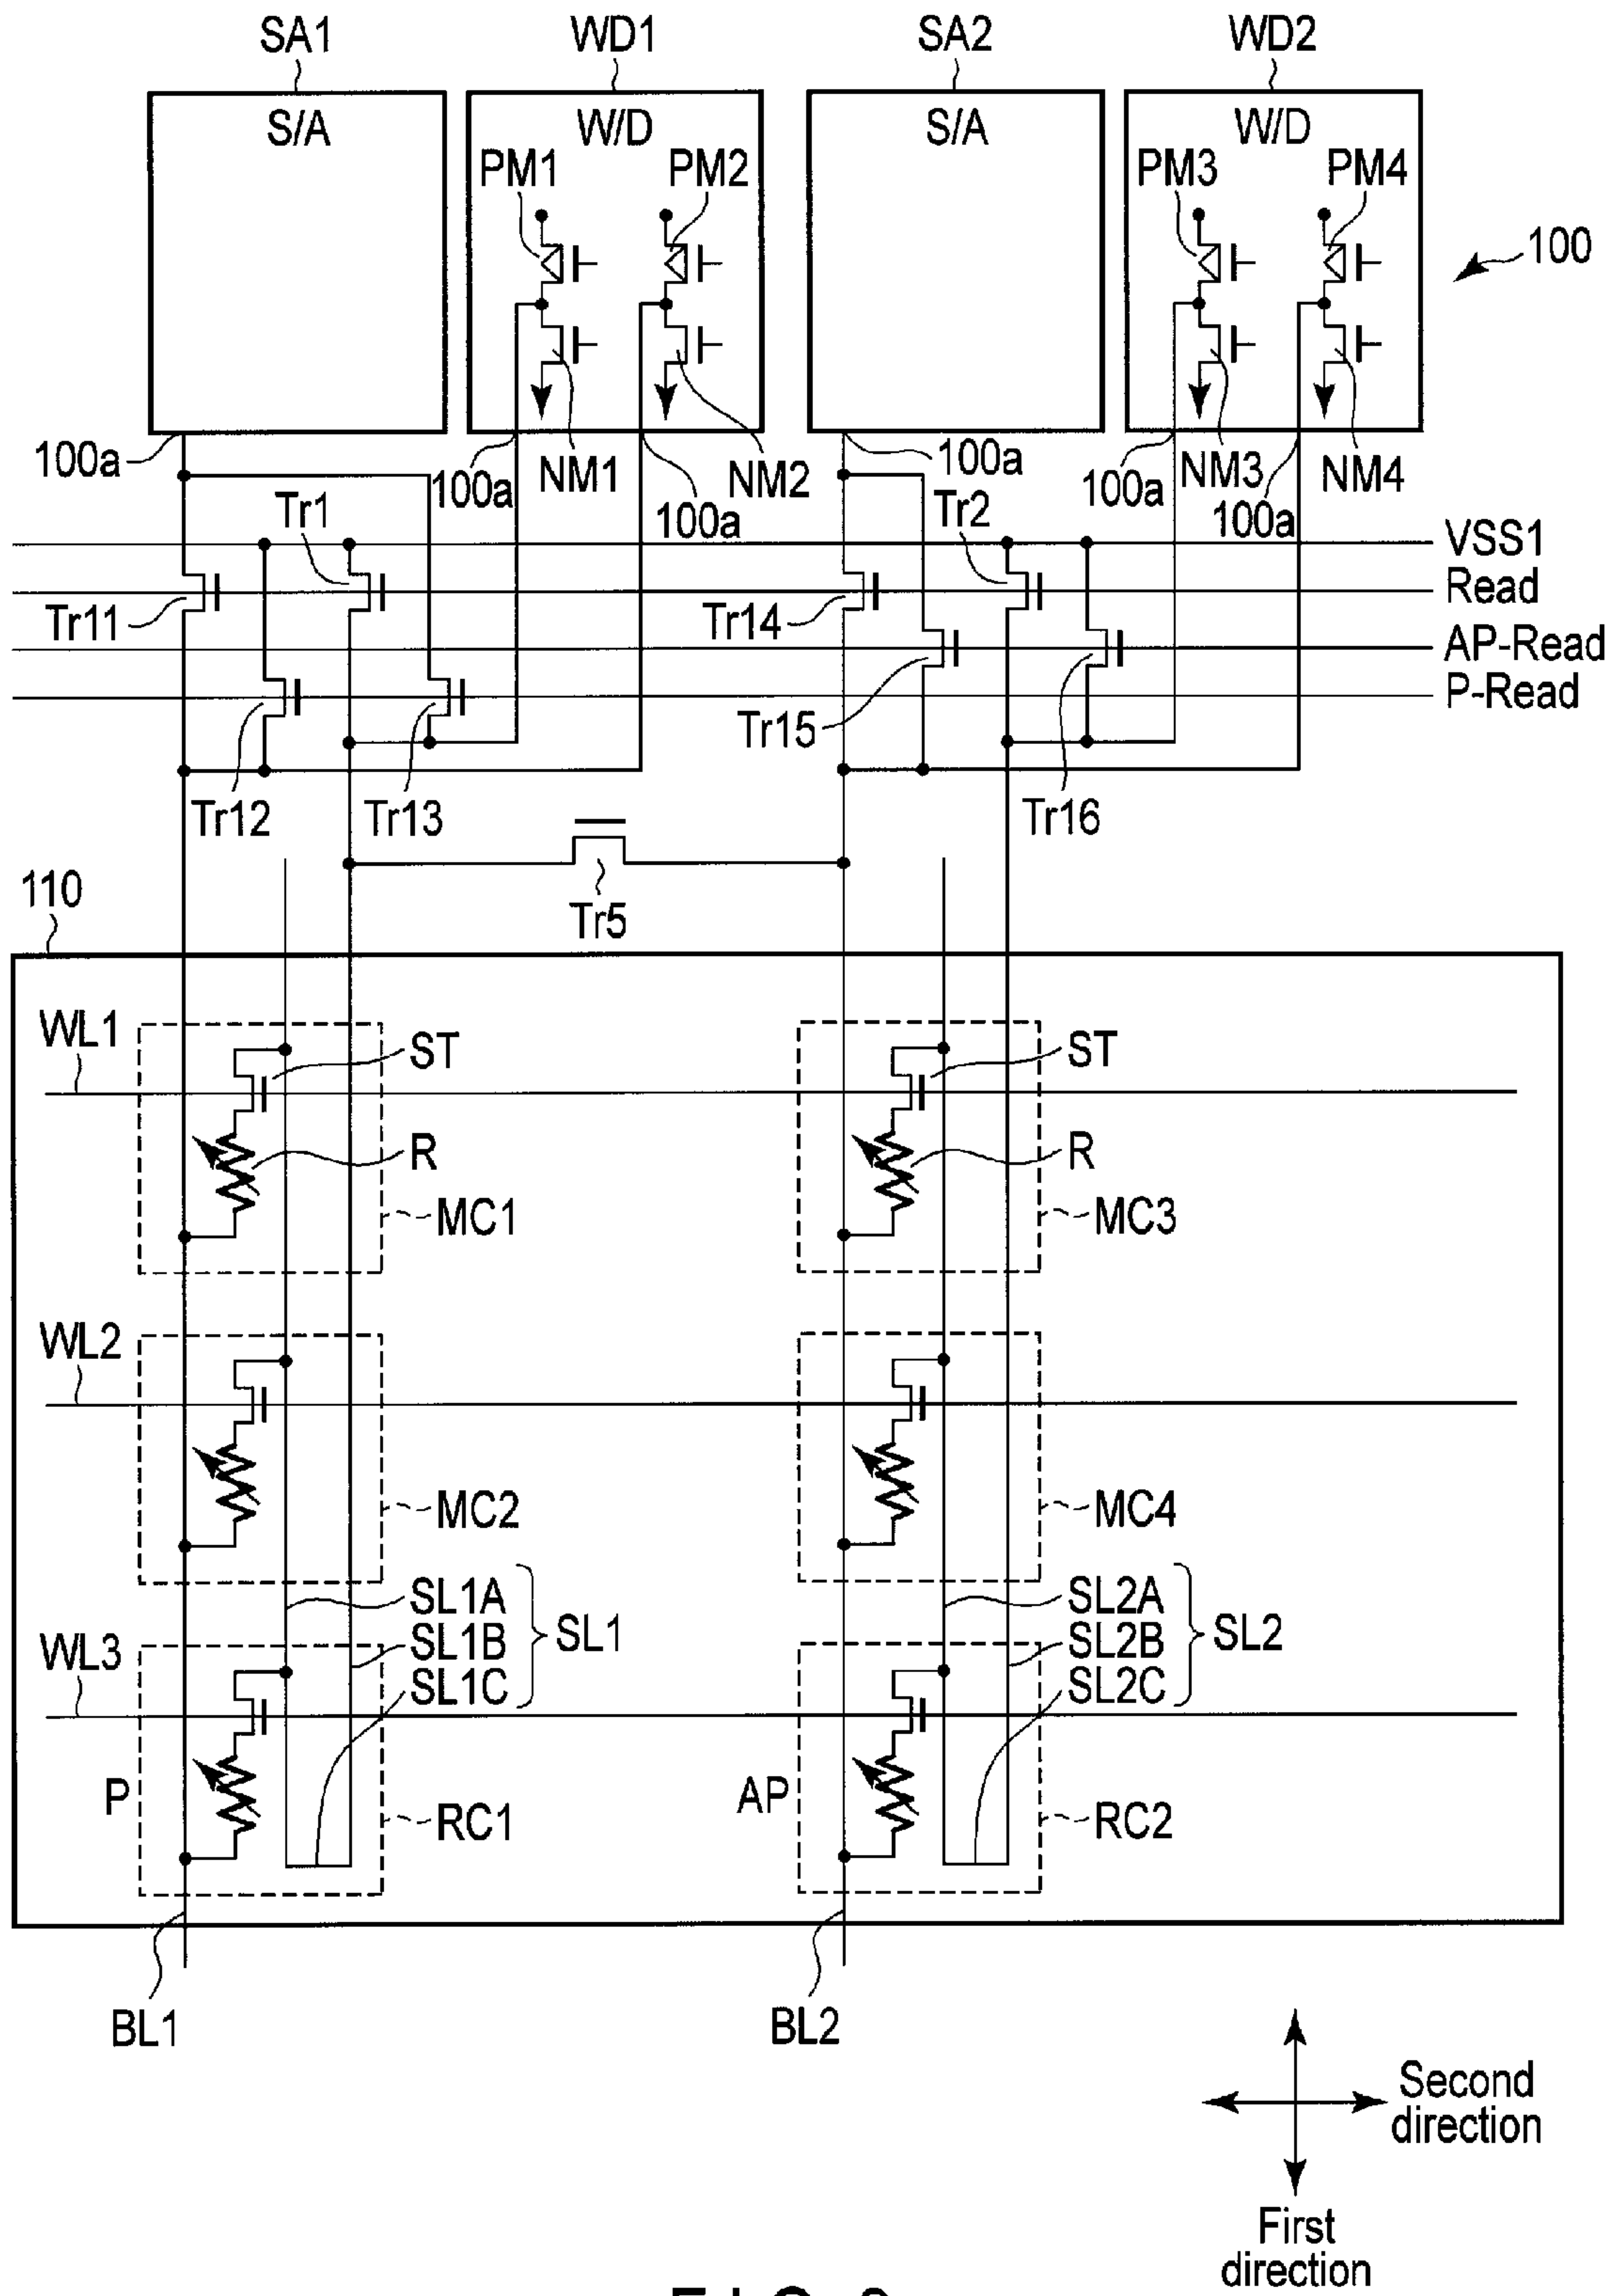 SA1 WD1 SA2 WD2
S/A W/D S/A W/D
PM1 PM2 PM3 PM4
100
100a 100a NM1 NM2 100a 100a 100a NM3 100a NM4
Tr1 Tr2
VSS1
Read
Tr11 Tr14
AP-Read
P-Read
Tr15
Tr12 Tr13 Tr16
110
Tr5
WL1 ST ST
R R
MC1 MC3
WL2
MC2 MC4
SL1A SL2A
SL1B SL1 SL2B SL2
WL3
SL1C SL2C
P AP
RC1 RC2
BL1 BL2
Second
direction
First
direction